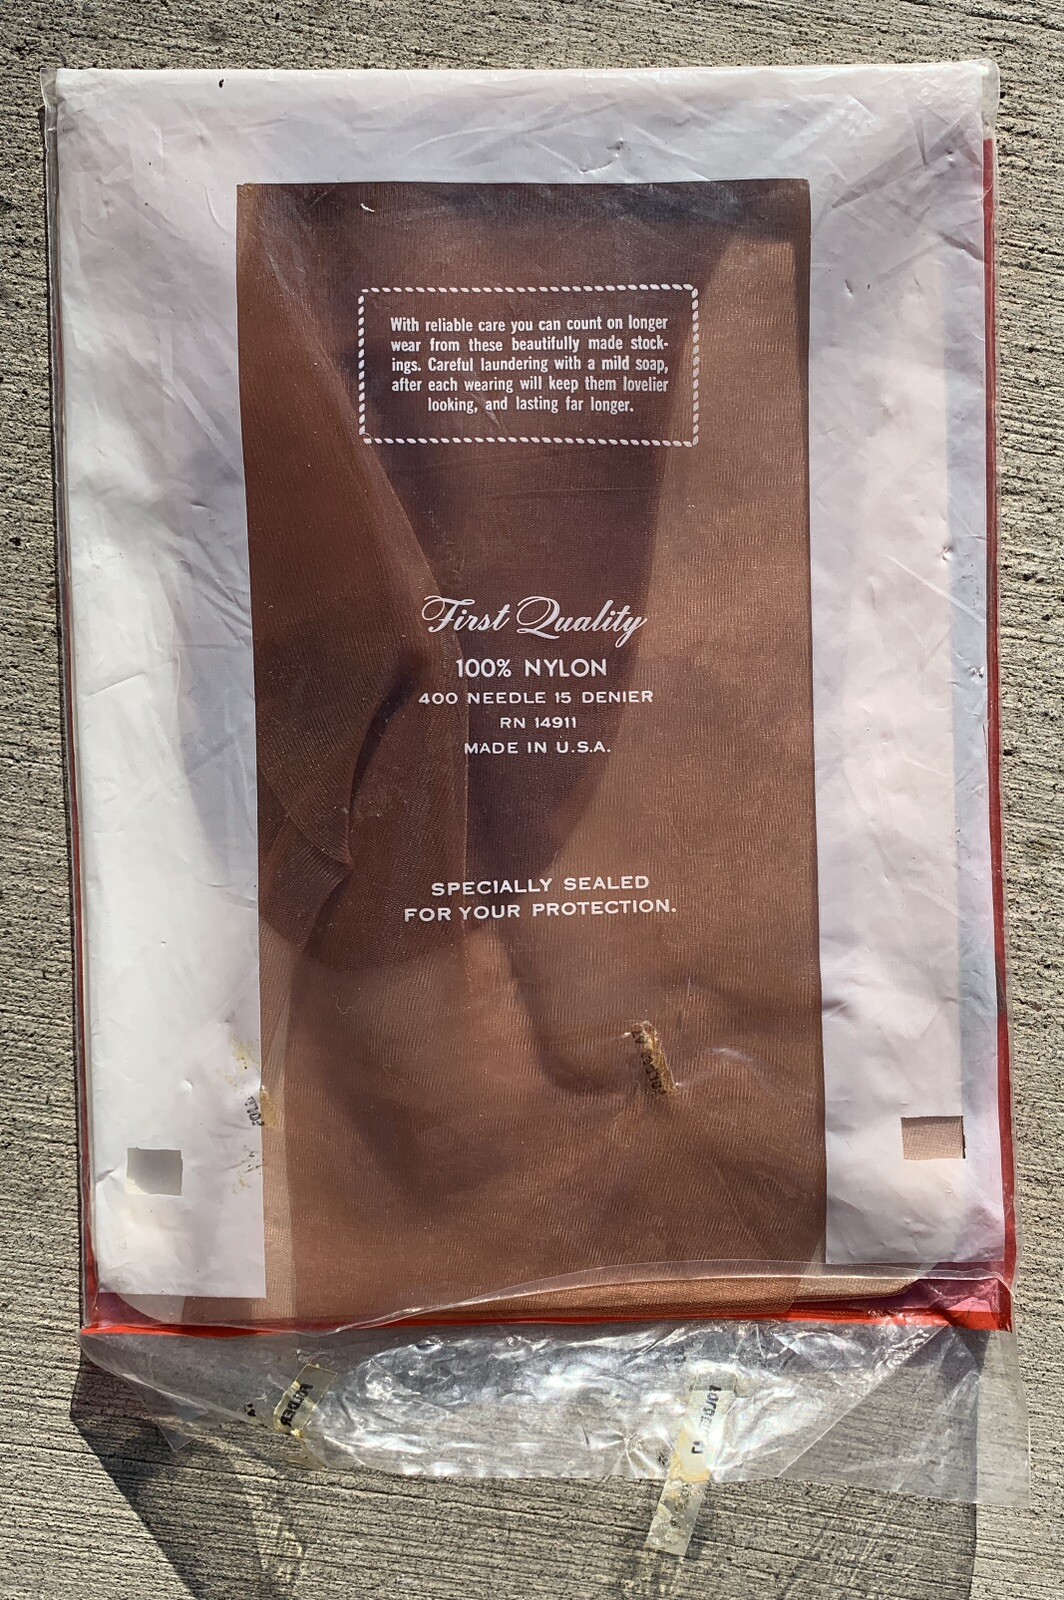 With reliable care you can count on longer
wear from these beautifully made stock-
ings. Careful laundering with a mild soap,
after each wearing will keep them lovelier
looking, and lasting far longer.
First Quality
100% NYLON
400 NEEDLE 15 DENIER
RN 14911
MADE IN U.S.A.
SPECIALLY SEALED
FOR YOUR PROTECTION.
FOLDER